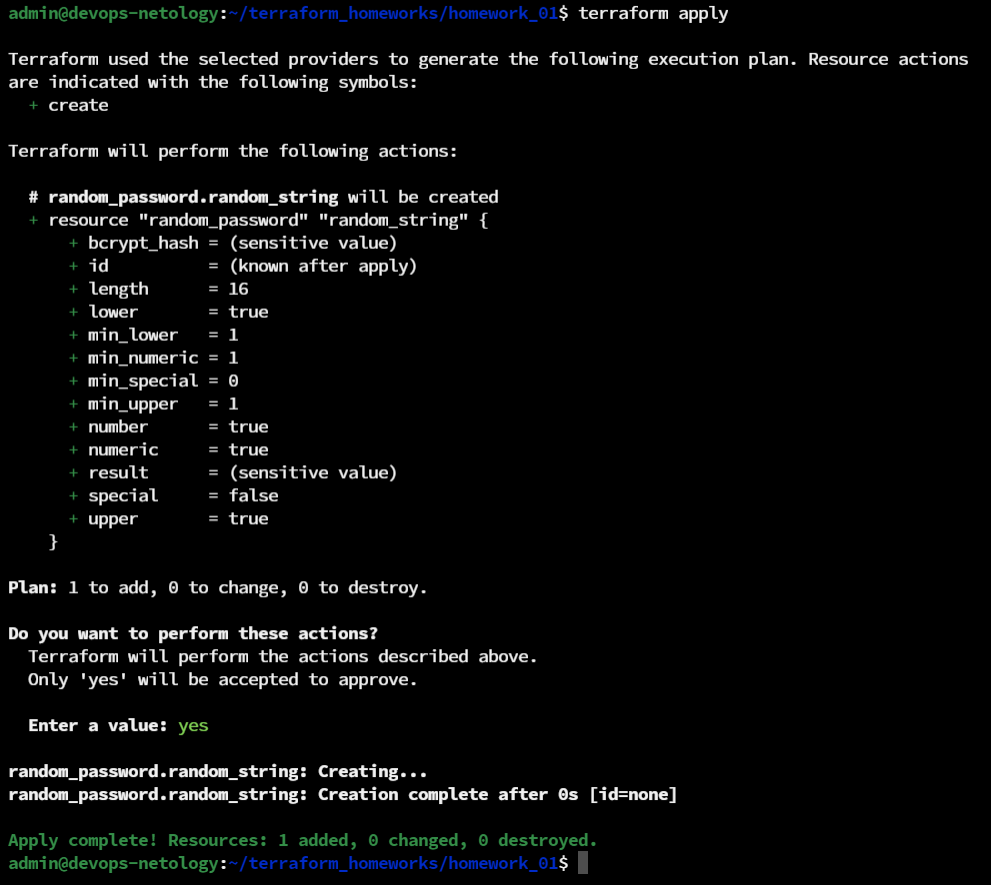 admin@devops-netology:~/terraform_homeworks/homework_01$ terraform apply

Terraform used the selected providers to generate the following execution plan. Resource actions
are indicated with the following symbols:
  + create

Terraform will perform the following actions:

  # random_password.random_string will be created
  + resource "random_password" "random_string" {
      + bcrypt_hash = (sensitive value)
      + id          = (known after apply)
      + length      = 16
      + lower       = true
      + min_lower   = 1
      + min_numeric = 1
      + min_special = 0
      + min_upper   = 1
      + number      = true
      + numeric     = true
      + result      = (sensitive value)
      + special     = false
      + upper       = true
    }

Plan: 1 to add, 0 to change, 0 to destroy.

Do you want to perform these actions?
  Terraform will perform the actions described above.
  Only 'yes' will be accepted to approve.

  Enter a value: yes

random_password.random_string: Creating...
random_password.random_string: Creation complete after 0s [id=none]

Apply complete! Resources: 1 added, 0 changed, 0 destroyed.
admin@devops-netology:~/terraform_homeworks/homework_01$